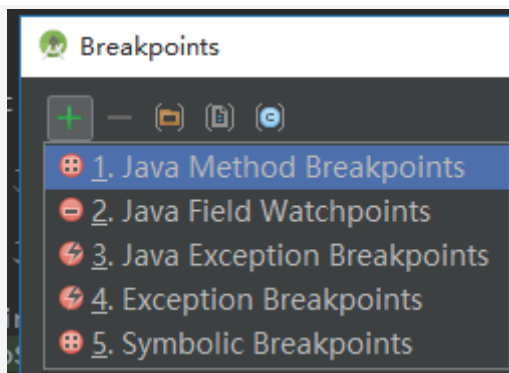 Breakpoints
1. Java Method Breakpoints
2. Java Field Watchpoints
3. Java Exception Breakpoints
4. Exception Breakpoints
5. Symbolic Breakpoints